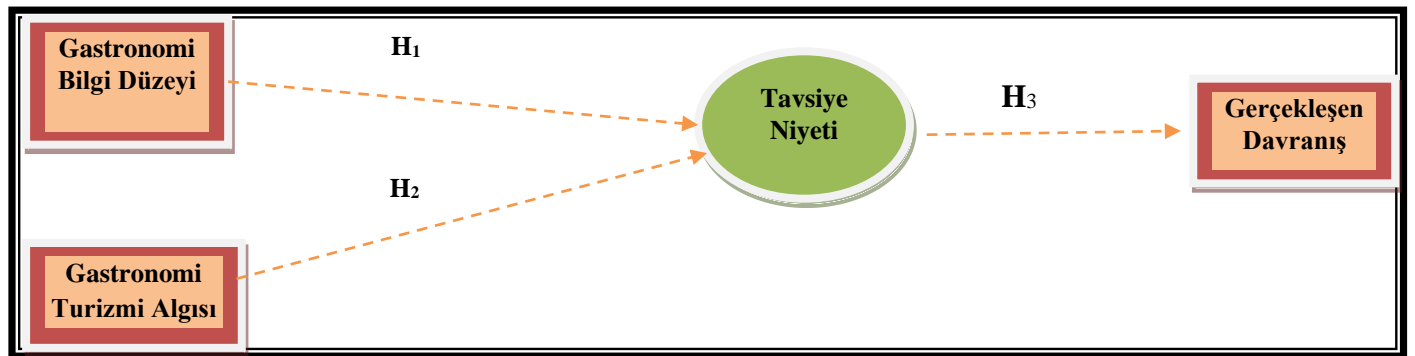 Gastronomi
Bilgi Düzeyi
H₁
Tavsiye
Niyeti
H₃
Gerçekleşen
Davranış
H₂
Gastronomi
Turizmi Algısı